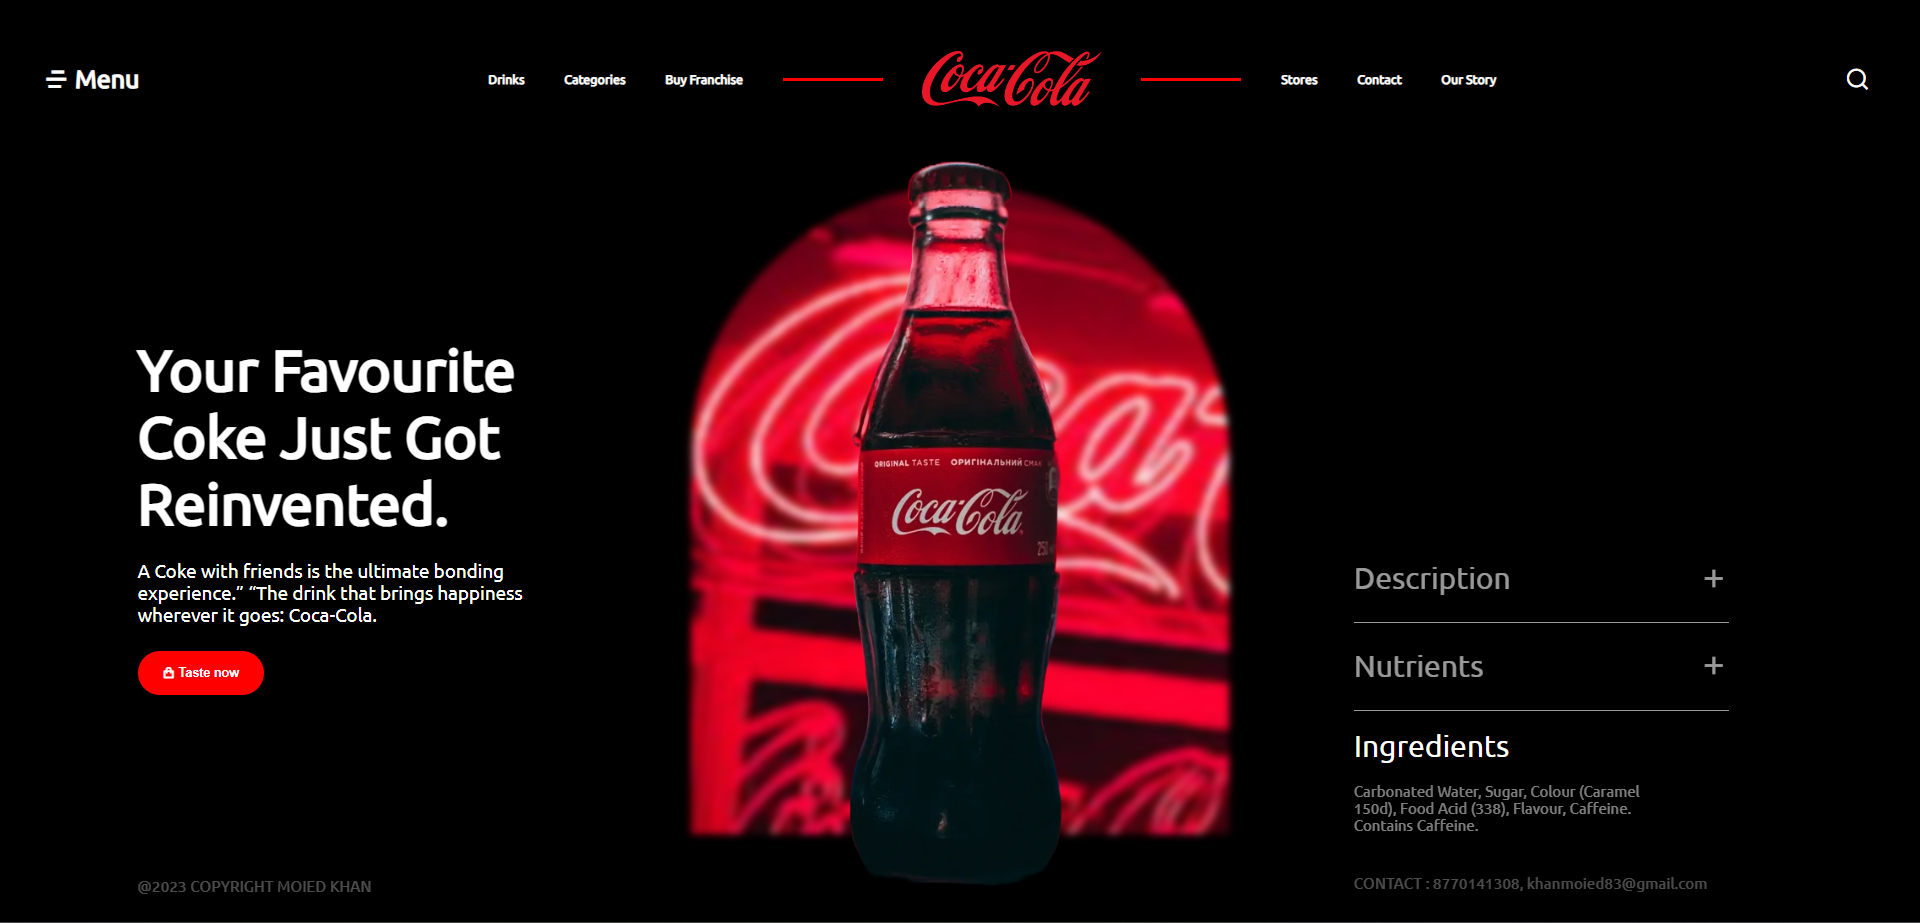 Menu
Drinks
Categories
Buy Franchise
Coca-Cola
Stores
Contact
Our Story
Your Favourite
Coke Just Got
Reinvented.
A Coke with friends is the ultimate bonding
experience.” “The drink that brings happiness
wherever it goes: Coca-Cola.
Taste now
ORIGINAL TASTE ОРИГІНАЛЬНИЙ СМАК
Coca-Cola
250
Description
Nutrients
Ingredients
Carbonated Water, Sugar, Colour (Caramel
150d), Food Acid (338), Flavour, Caffeine.
Contains Caffeine.
@2023 COPYRIGHT MOIED KHAN
CONTACT : 8770141308, khanmoied83@gmail.com